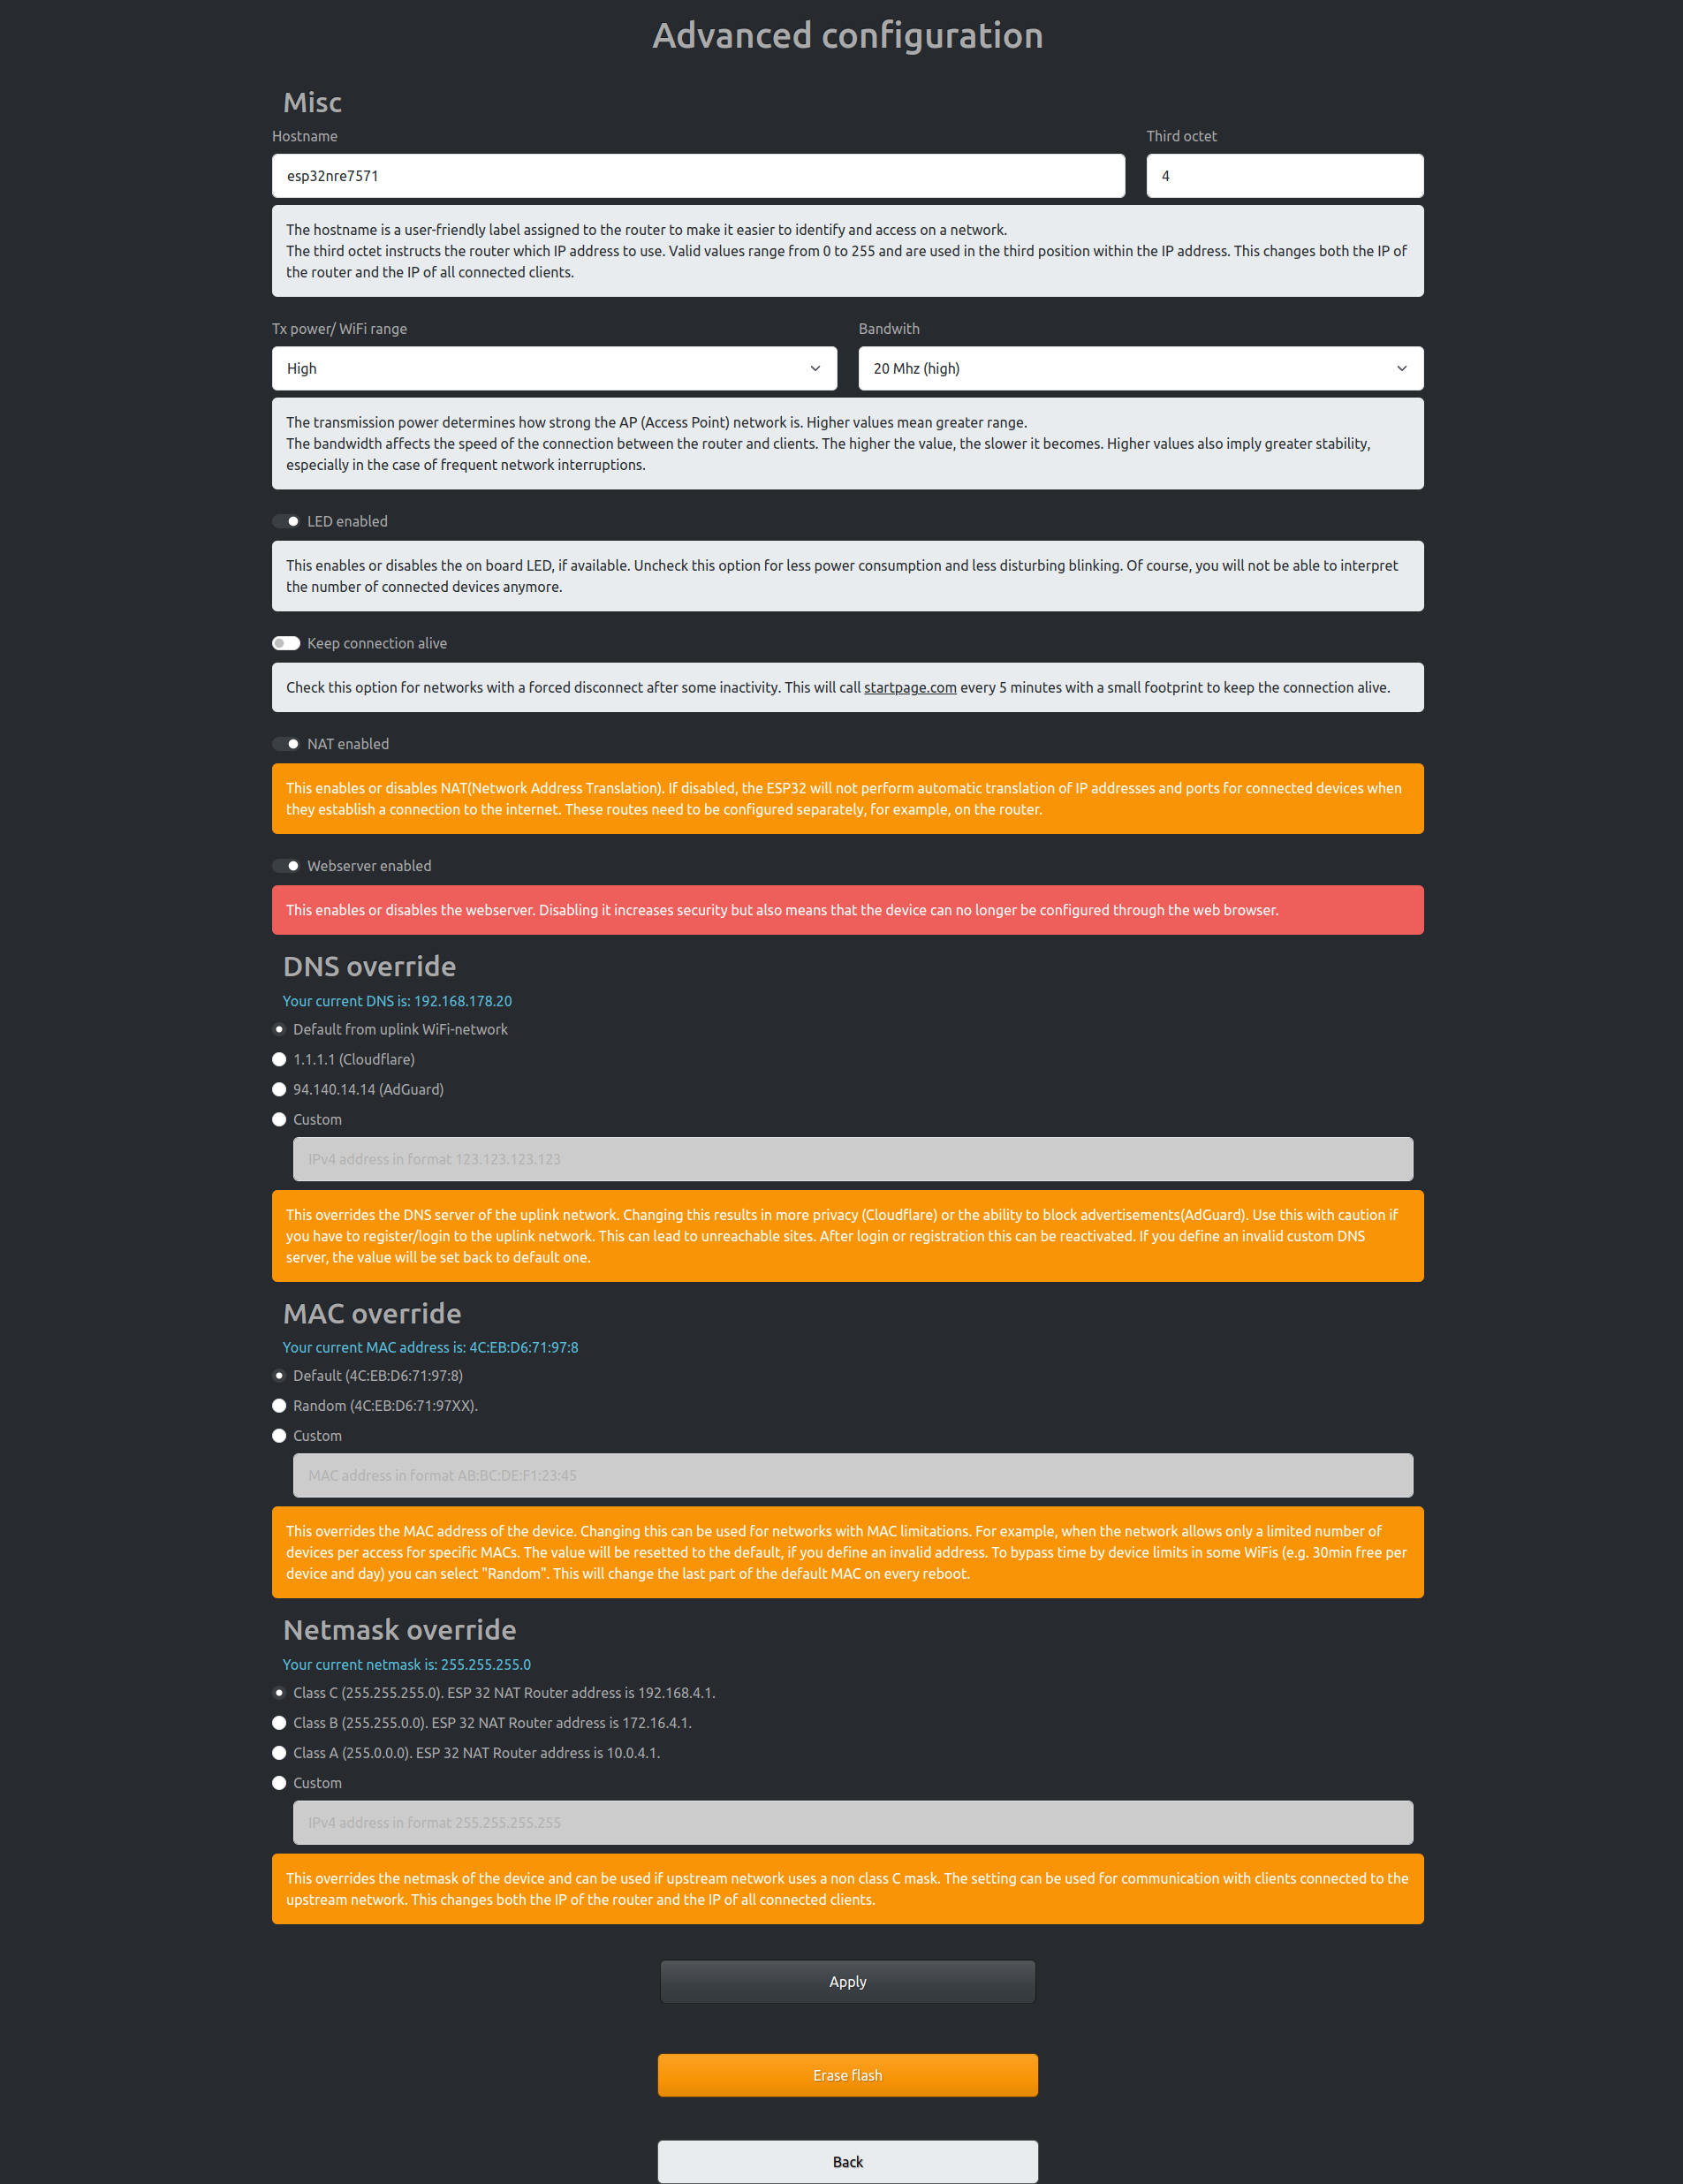 Advanced configuration
Misc
Hostname
Third octet
esp32nre7571
4
The hostname is a user-friendly label assigned to the router to make it easier to identify and access on a network.
The third octet instructs the router which IP address to use. Valid values range from 0 to 255 and are used in the third position within the IP address. This changes both the IP of
the router and the IP of all connected clients.
Tx power/ WiFi range
Bandwith
High
20 Mhz (high)
The transmission power determines how strong the AP (Access Point) network is. Higher values mean greater range.
The bandwidth affects the speed of the connection between the router and clients. The higher the value, the slower it becomes. Higher values also imply greater stability,
especially in the case of frequent network interruptions.
LED enabled
This enables or disables the on board LED, if available. Uncheck this option for less power consumption and less disturbing blinking. Of course, you will not be able to interpret
the number of connected devices anymore.
Keep connection alive
Check this option for networks with a forced disconnect after some inactivity. This will call startpage.com every 5 minutes with a small footprint to keep the connection alive.
NAT enabled
This enables or disables NAT(Network Address Translation). If disabled, the ESP32 will not perform automatic translation of IP addresses and ports for connected devices when
they establish a connection to the internet. These routes need to be configured separately, for example, on the router.
Webserver enabled
This enables or disables the webserver. Disabling it increases security but also means that the device can no longer be configured through the web browser.
DNS override
Your current DNS is: 192.168.178.20
Default from uplink WiFi-network
1.1.1.1 (Cloudflare)
94.140.14.14 (AdGuard)
Custom
IPv4 address in format 123.123.123.123
This overrides the DNS server of the uplink network. Changing this results in more privacy (Cloudflare) or the ability to block advertisements(AdGuard). Use this with caution if
you have to register/login to the uplink network. This can lead to unreachable sites. After login or registration this can be reactivated. If you define an invalid custom DNS
server, the value will be set back to default one.
MAC override
Your current MAC address is: 4C:EB:D6:71:97:8
Default (4C:EB:D6:71:97:8)
Random (4C:EB:D6:71:97XX).
Custom
MAC address in format AB:BC:DE:F1:23:45
This overrides the MAC address of the device. Changing this can be used for networks with MAC limitations. For example, when the network allows only a limited number of
devices per access for specific MACs. The value will be resetted to the default, if you define an invalid address. To bypass time by device limits in some WiFis (e.g. 30min free per
device and day) you can select "Random". This will change the last part of the default MAC on every reboot.
Netmask override
Your current netmask is: 255.255.255.0
Class C (255.255.255.0). ESP 32 NAT Router address is 192.168.4.1.
Class B (255.255.0.0). ESP 32 NAT Router address is 172.16.4.1.
Class A (255.0.0.0). ESP 32 NAT Router address is 10.0.4.1.
Custom
IPv4 address in format 255.255.255.255
This overrides the netmask of the device and can be used if upstream network uses a non class C mask. The setting can be used for communication with clients connected to the
upstream network. This changes both the IP of the router and the IP of all connected clients.
Apply
Erase flash
Back